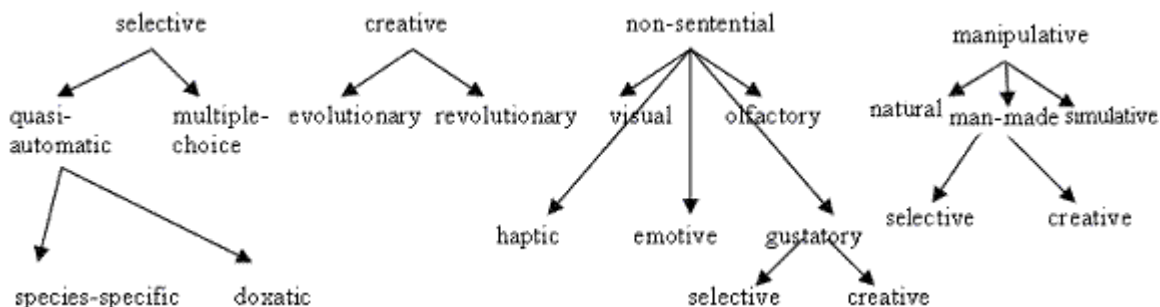 selective
creative
non-sentential
manipulative
quasi-
automatic
multiple-
choice
evolutionary
revolutionary
visual
olfactory
natural
man-made
simulative
haptic
emotive
gustatory
selective
creative
species-specific
doxatic
selective
creative